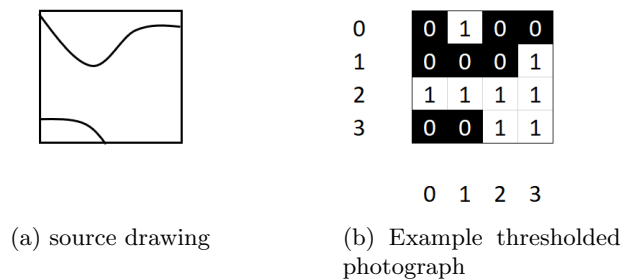 0 0 1 0 0
1 0 0 0 1
2 1 1 1 1
3 0 0 1 1
0 1 2 3
(a) source drawing
(b) Example thresholded
photograph